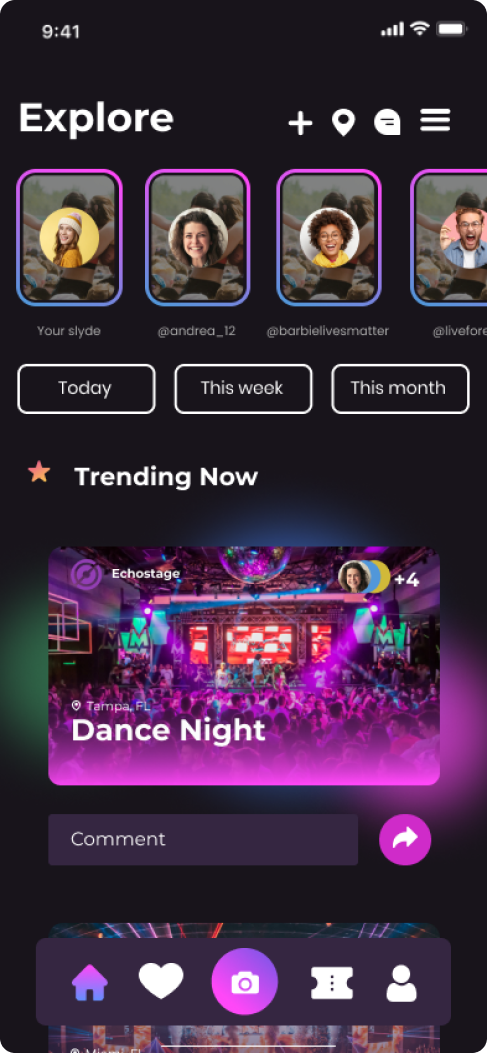 9:41
Explore
Your slyde
@andrea_12
@barbielivesmatter
@livefore
Today
This week
This month
Trending Now
Echostage
+4
Tampa, FL
Dance Night
Comment
Miami, FL